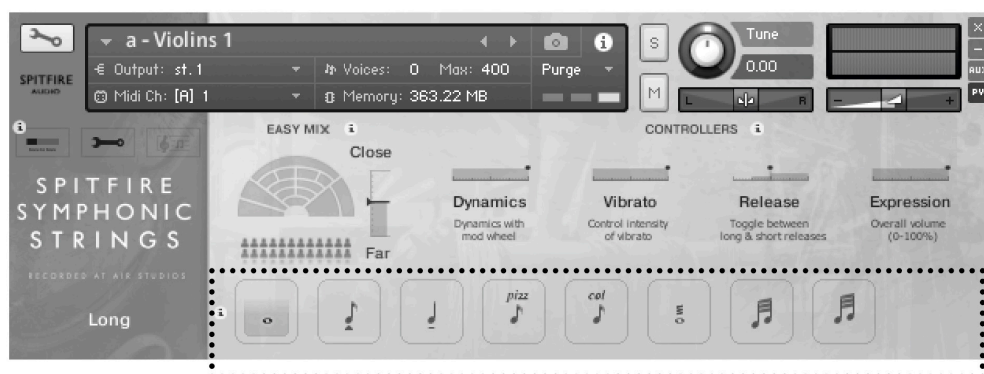 a - Violins 1
Output: st. 1
Voices: 0 Max: 400
Purge
Midi Ch: [A] 1
Memory: 363.22 MB
S
M
Tune
0.00
L R
- +
×
-
AUX
PV
SPITFIRE
AUDIO
i
EASY MIX i
Close
Far
CONTROLLERS i
Dynamics
Dynamics with
mod wheel
Vibrato
Control intensity
of vibrato
Release
Toggle between
long & short releases
Expression
Overall volume
(0-100%)
SPITFIRE
SYMPHONIC
STRINGS
RECORDED AT AIR STUDIOS
Long
i
pizz
col